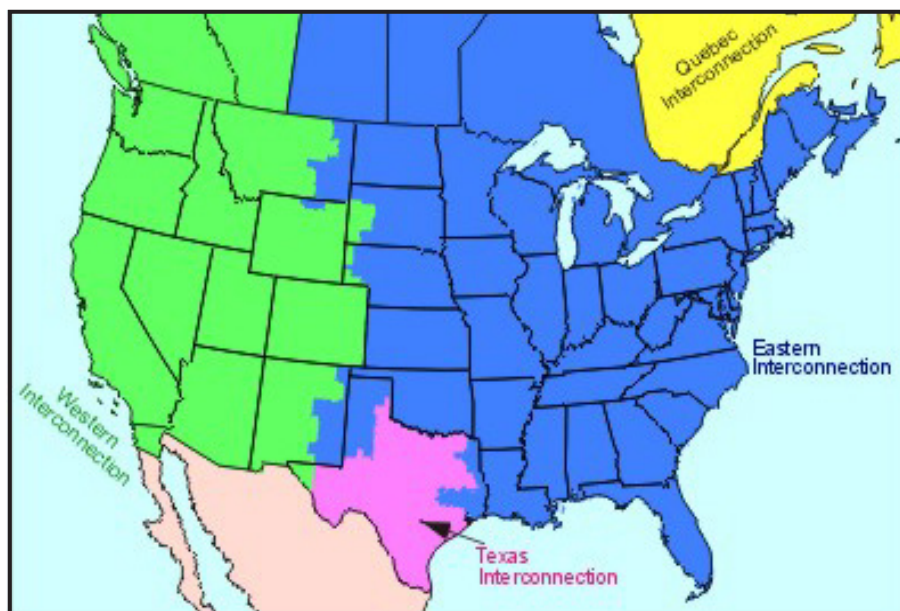 Quebec
Interconnection
Eastern
Interconnection
Western
Interconnection
Texas
Interconnection